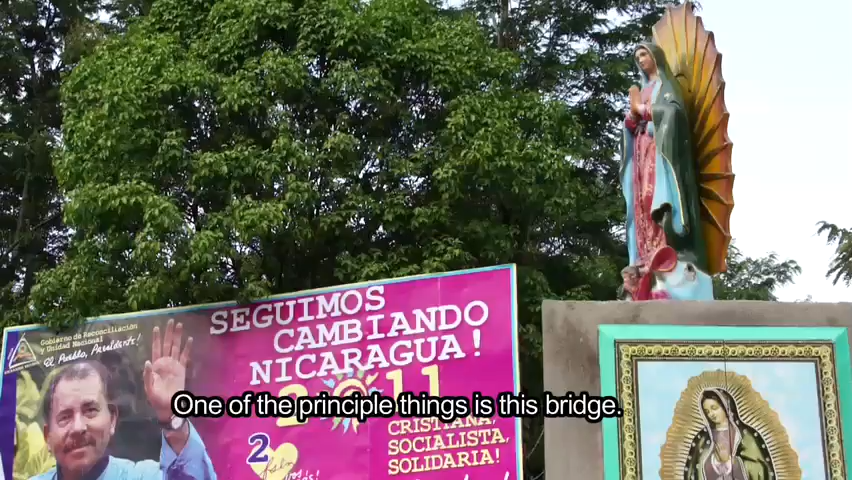 Gobierno de Reconciliación
y Unidad Nacional
El Pueblo, Presidente!
SEGUIMOS
CAMBIANDO
NICARAGUA!
2011
CRISTIANA,
SOCIALISTA,
SOLIDARIA!
2
One of the principle things is this bridge.